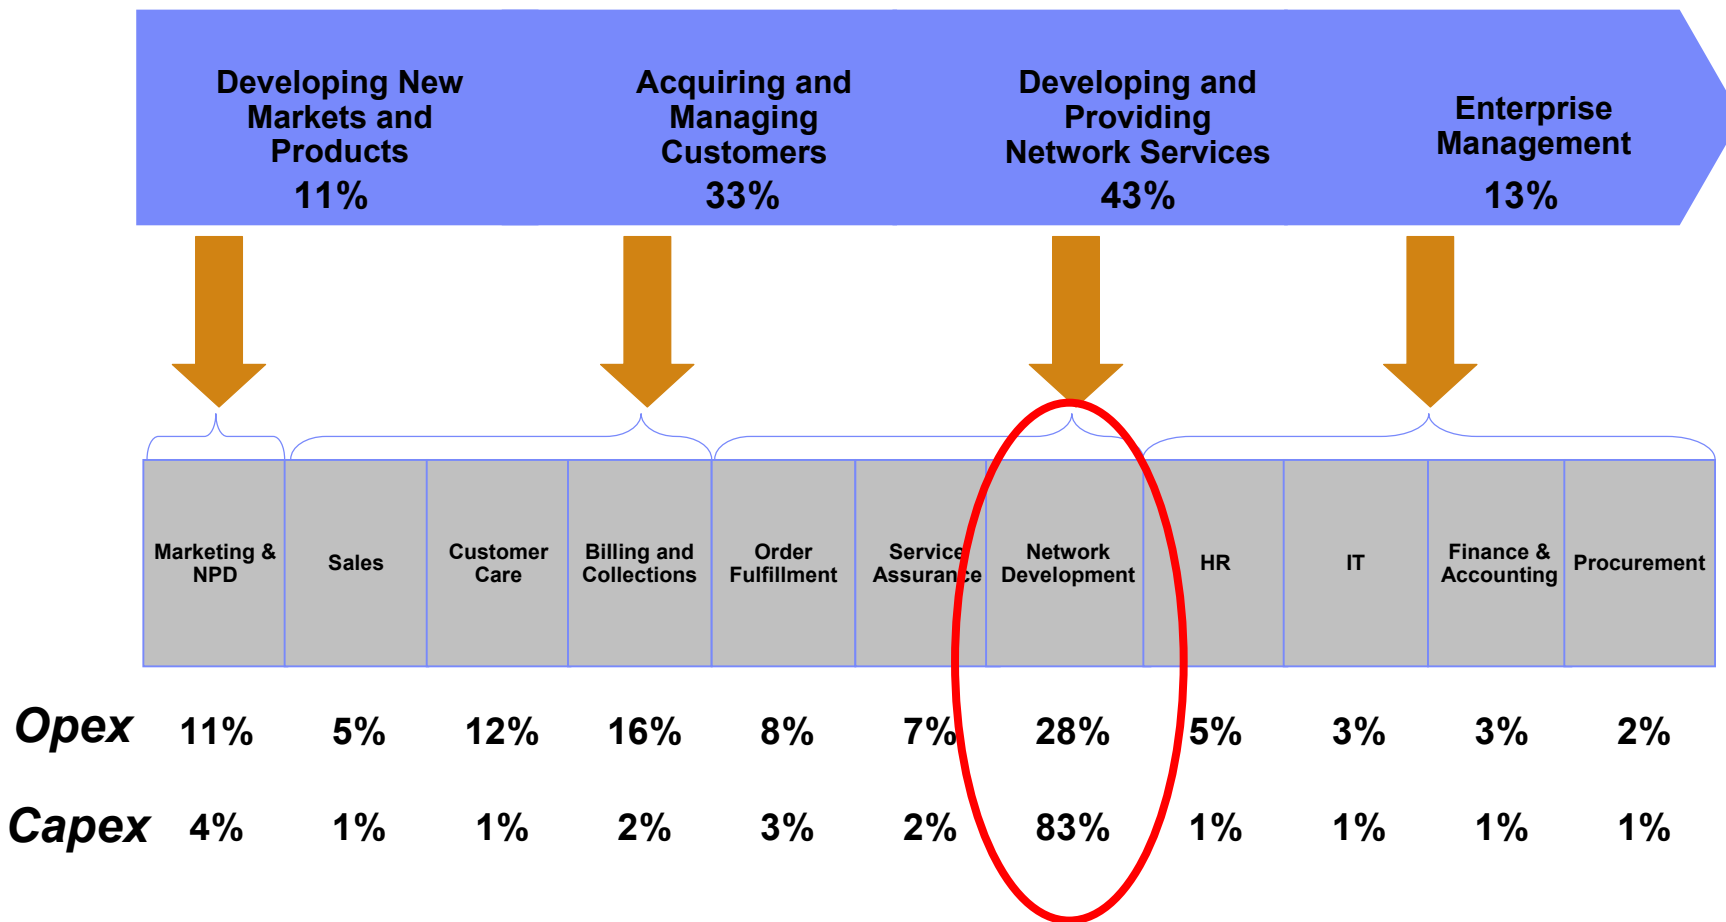 Developing New
Markets and
Products
11%
Acquiring and
Managing
Customers
33%
Developing and
Providing
Network Services
43%
Enterprise
Management
13%
Marketing &
NPD
Sales
Customer
Care
Billing and
Collections
Order
Fulfillment
Service
Assurance
Network
Development
HR
IT
Finance &
Accounting
Procurement
Opex 11% 5% 12% 16% 8% 7% 28% 5% 3% 3% 2%
Capex 4% 1% 1% 2% 3% 2% 83% 1% 1% 1% 1%